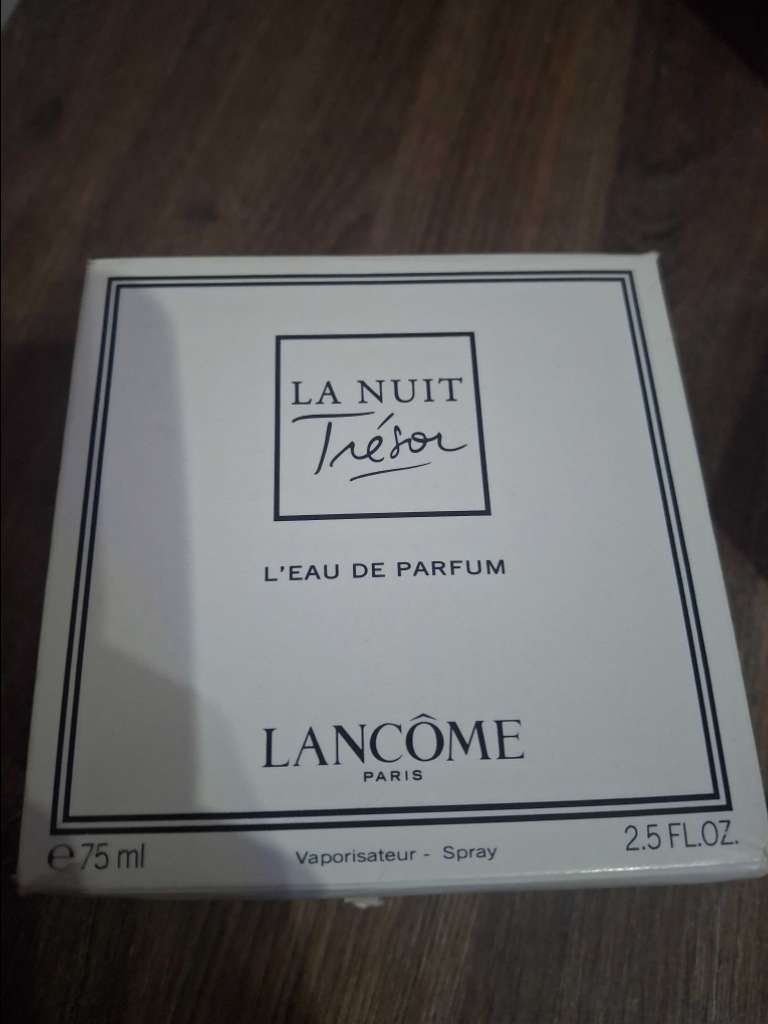 LA NUIT
Trésor
L'EAU DE PARFUM
LANCÔME
PARIS
℮ 75 ml
Vaporisateur - Spray
2.5 FL.OZ.